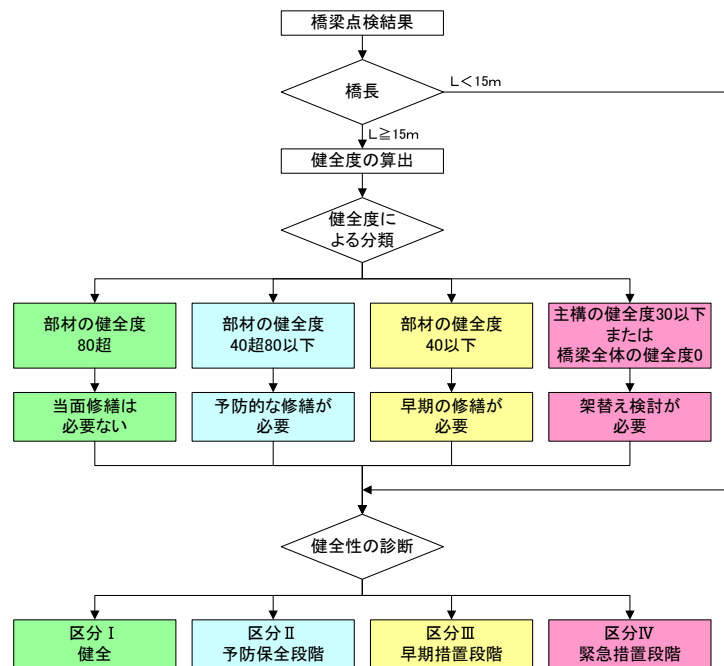 橋梁点検結果
橋長
L<15m
L≧15m
健全度の算出
健全度に
よる分類
部材の健全度
80超
部材の健全度
40超80以下
部材の健全度
40以下
主構の健全度30以下
または
橋梁全体の健全度0
当面修繕は
必要ない
予防的な修繕が
必要
早期の修繕が
必要
架替え検討が
必要
健全性の診断
区分Ⅰ
健全
区分Ⅱ
予防保全段階
区分Ⅲ
早期措置段階
区分Ⅳ
緊急措置段階